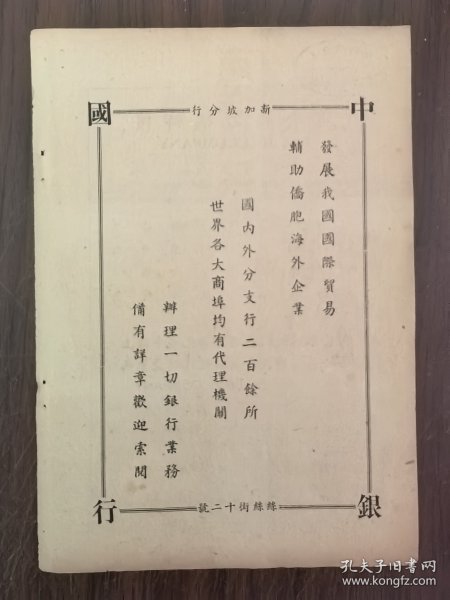 中國銀行
新加坡分行
發展我國國際貿易
輔助僑胞海外企業
國內外分支行二百餘所
世界各大商埠均有代理機關
辦理一切銀行業務
備有詳章歡迎索閱
絲絲街十二號
孔夫子旧书网
www.kongfz.com